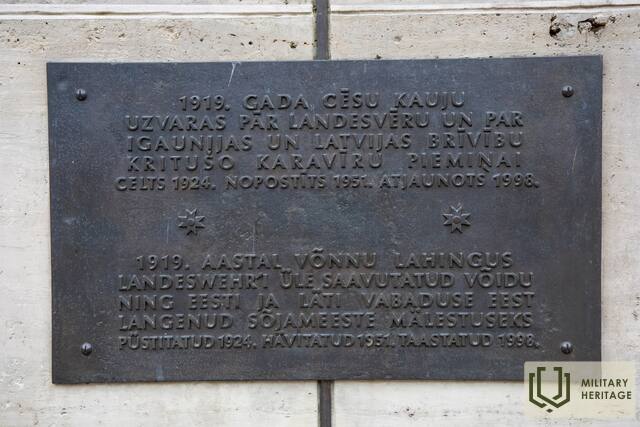 1919. GADA CĒSU KAUJU
UZVARAS PĀR LANDESVĒRU UN PAR
IGAUNIJAS UN LATVIJAS BRĪVĪBU
KRITUŠO KARAVĪRU PIEMIŅAI
CELTS 1924. NOPOSTĪTS 1951. ATJAUNOTS 1998.
1919. AASTAL VÕNNU LAHINGUS
LANDESWEHR'I ÜLE SAAVUTATUD VÕIDU
NING EESTI JA LÄTI VABADUSE EEST
LANGENUD SÕJAMEESTE MÄLESTUSEKS
PÜSTITATUD 1924. HÄVITATUD 1951. TAASTATUD 1998.
MILITARY
HERITAGE